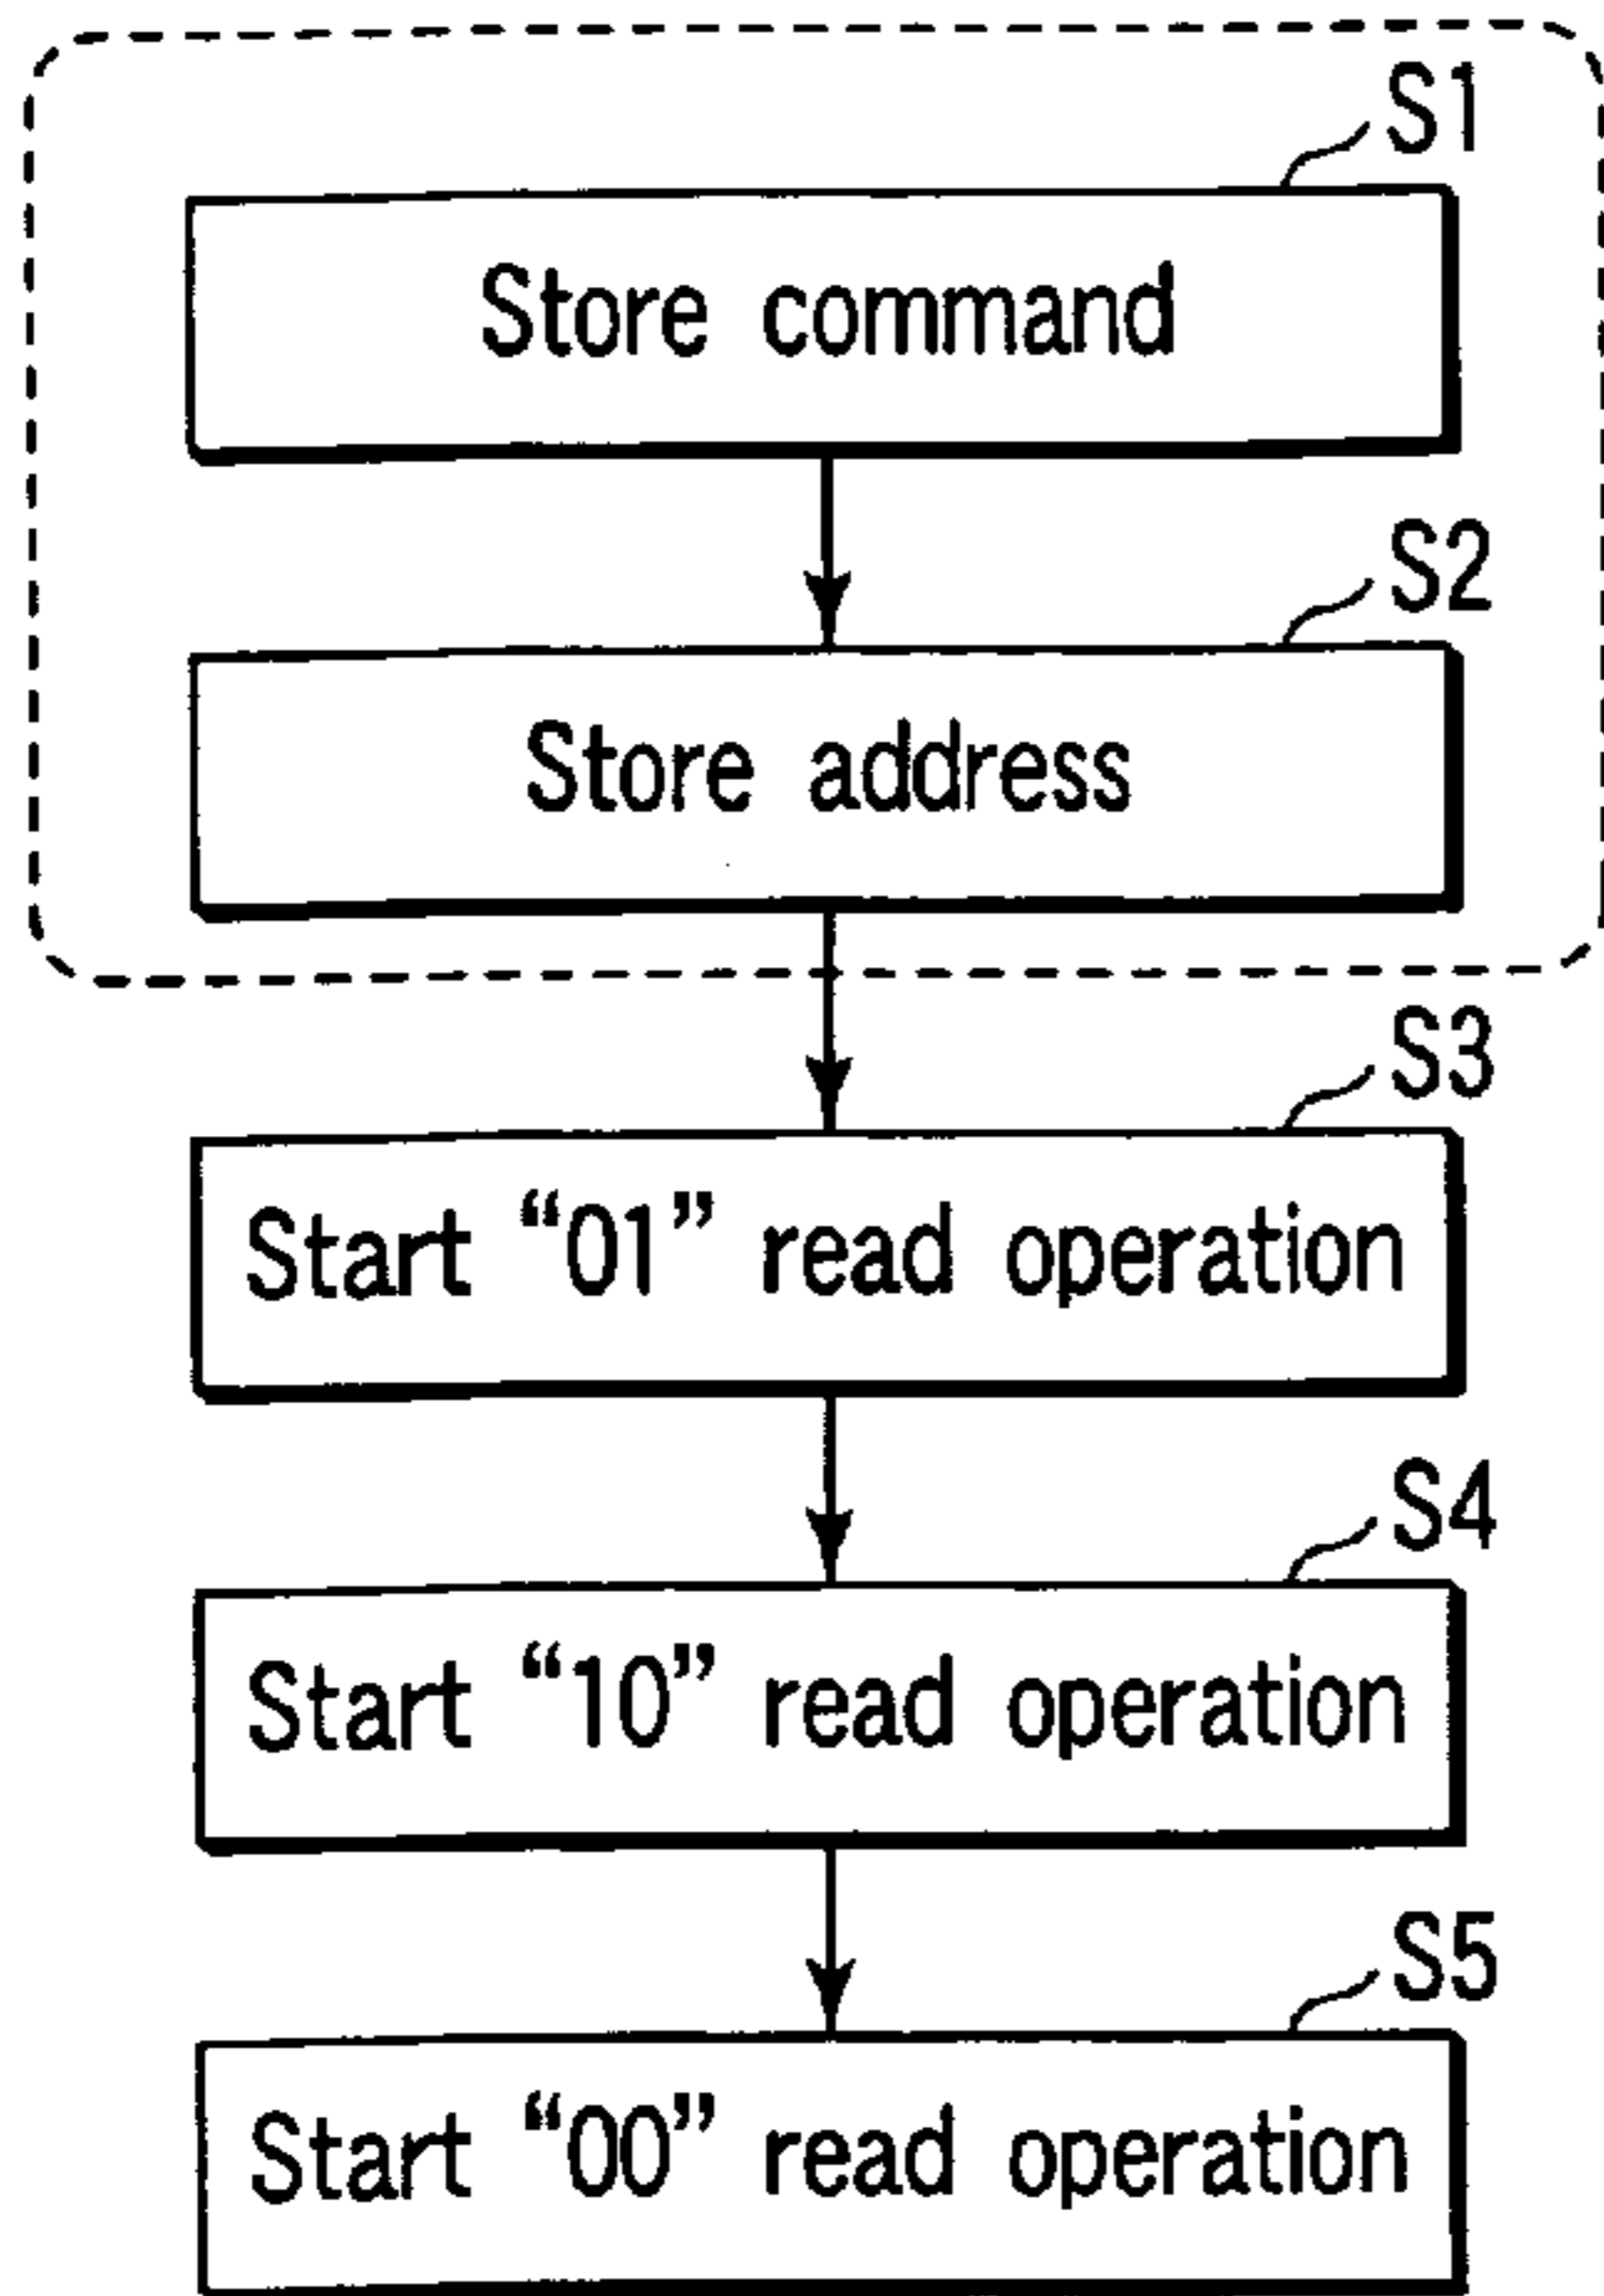 S1
Store command
S2
Store address
S3
Start “01” read operation
S4
Start “10” read operation
S5
Start “00” read operation